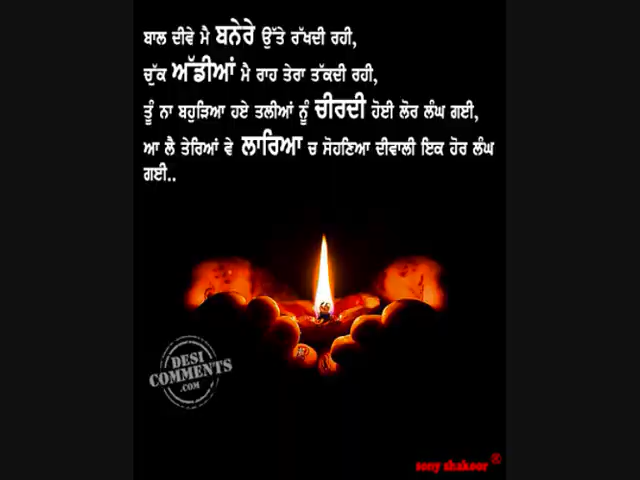 ਬਾਲ ਦੀਵੇ ਮੈ ਬਨੇਰੇ ਉੱਤੇ ਰੱਖਦੀ ਰਹੀ,
ਚੁੱਕ ਅੱਡੀਆਂ ਮੈ ਰਾਹ ਤੇਰਾ ਤੱਕਦੀ ਰਹੀ,
ਤੂੰ ਨਾ ਬਹੁੜਿਆ ਹਏ ਤਲੀਆਂ ਨੂੰ ਚੀਰਦੀ ਹੋਈ ਲੋਰ ਲੰਘ ਗਈ,
ਆ ਲੈ ਤੇਰਿਆਂ ਵੇ ਲਾਰਿਆ ਚ ਸੋਹਣਿਆ ਦੀਵਾਲੀ ਇਕ ਹੋਰ ਲੰਘ
ਗਈ..
DESI
COMMENTS
.COM
sony shakoor ®